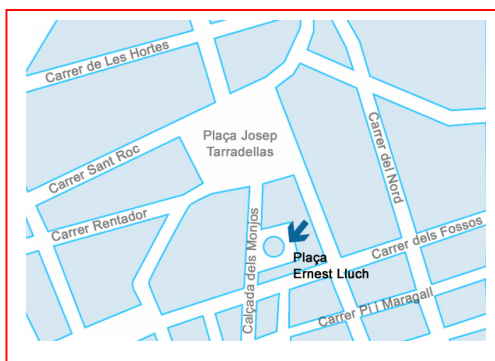 Carrer de Les Hortes
Plaça Josep
Tarradellas
Carrer Sant Roc
Carrer del Nord
Carrer Rentador
Calçada dels Monjos
Plaça
Ernest Lluch
Carrer dels Fossos
Carrer Pi i Maragall